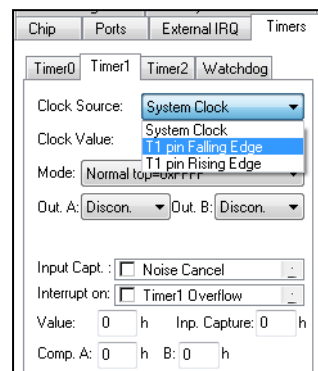 Chip Ports External IRQ Timers
Timer0 Timer1 Timer2 Watchdog
Clock Source: System Clock
System Clock
Clock Value: T1 pin Falling Edge
T1 pin Rising Edge
Mode: Normal top=0xFFFF
Out. A: Discon. Out. B: Discon.
Input Capt. : Noise Cancel
Interrupt on: Timer1 Overflow
Value: 0 h Inp. Capture: 0 h
Comp. A: 0 h B: 0 h